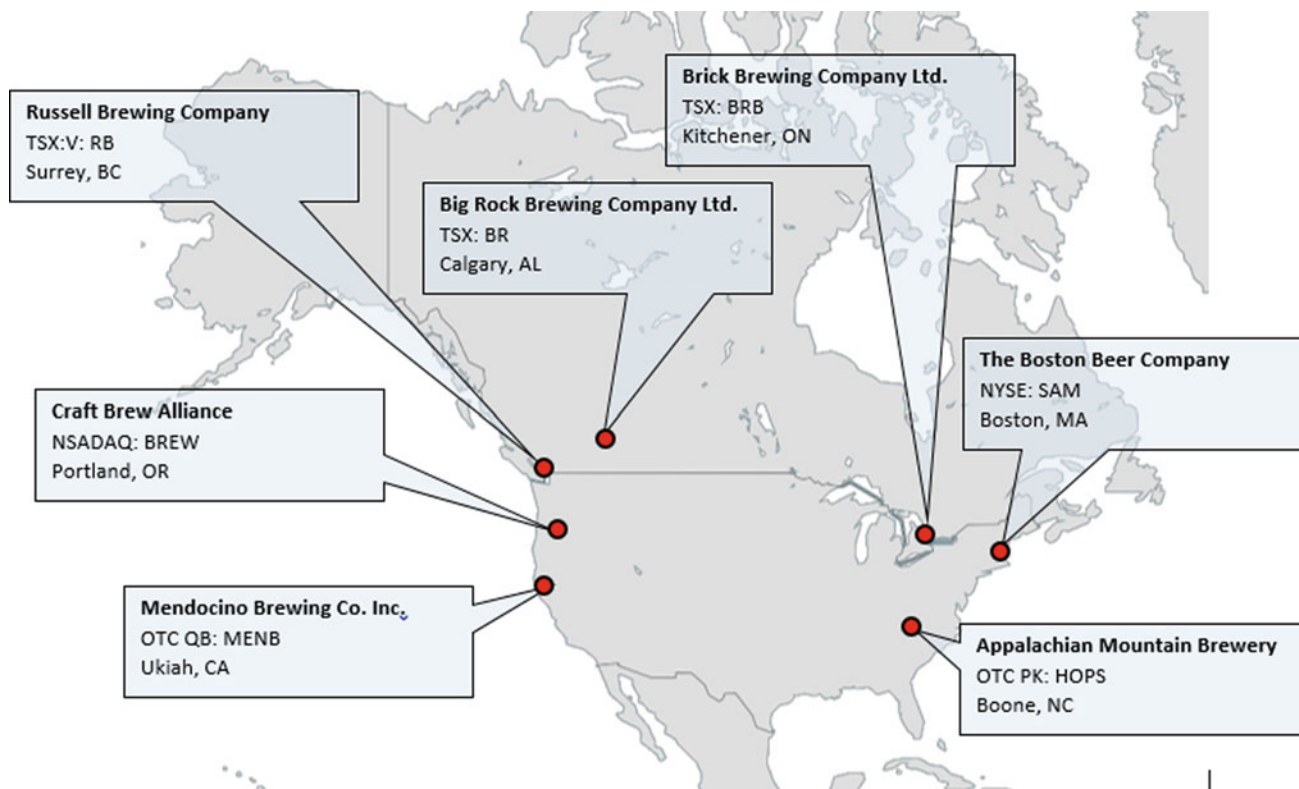 Russell Brewing Company
TSX:V: RB
Surrey, BC
Brick Brewing Company Ltd.
TSX: BRB
Kitchener, ON
Big Rock Brewing Company Ltd.
TSX: BR
Calgary, AL
The Boston Beer Company
NYSE: SAM
Boston, MA
Craft Brew Alliance
NSADAQ: BREW
Portland, OR
Mendocino Brewing Co. Inc.
OTC QB: MENB
Ukiah, CA
Appalachian Mountain Brewery
OTC PK: HOPS
Boone, NC